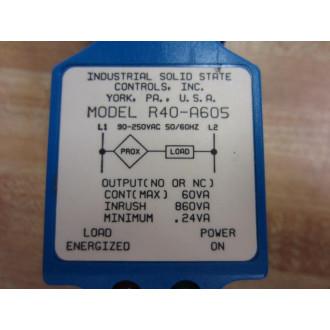 INDUSTRIAL SOLID STATE
CONTROLS, INC.
YORK, PA., U.S.A.
MODEL R40-A605
L1 90-250VAC 50/60HZ L2
PROX LOAD
OUTPUT(NO OR NC)
CONT(MAX) 60VA
INRUSH 860VA
MINIMUM .24VA
LOAD POWER
ENERGIZED ON